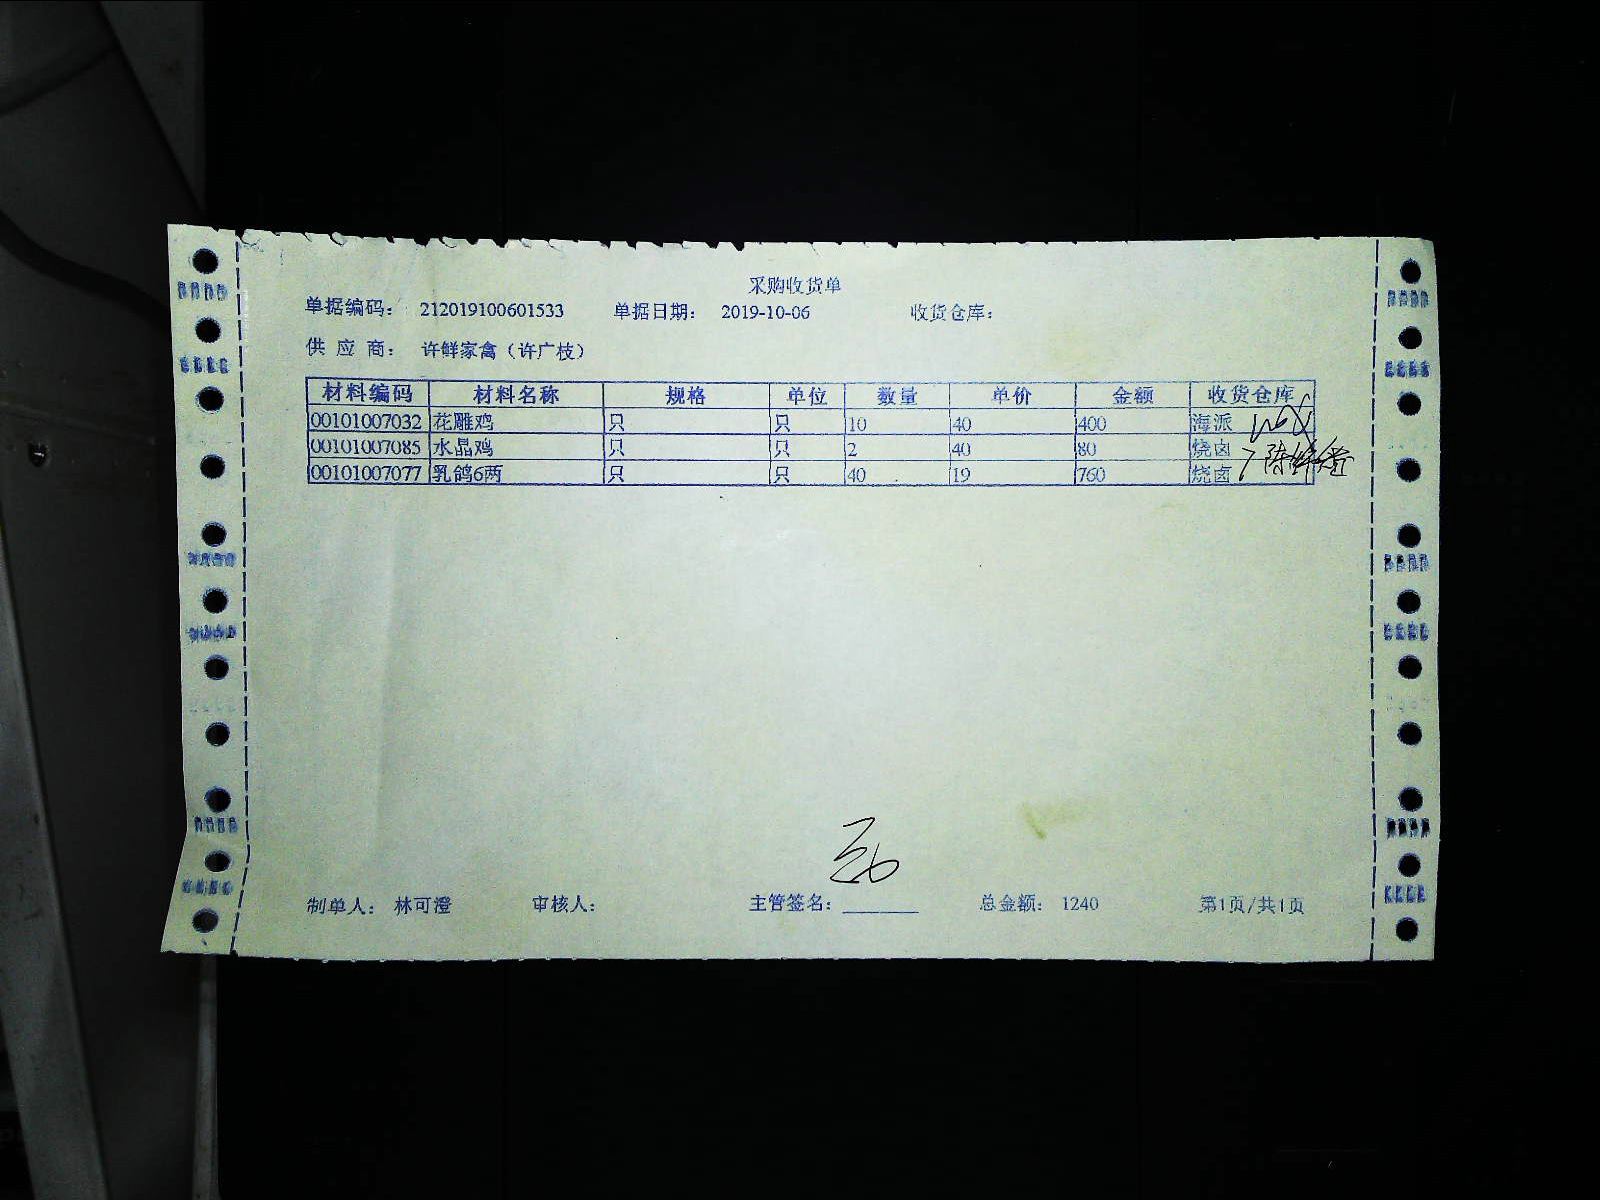 采购收货单
单据编码： 212019100601533 单据日期： 2019-10-06 收货仓库：
供 应 商： 许鲜家禽（许广枝）
材料编码 材料名称 规格 单位 数量 单价 金额 收货仓库
00101007032 花雕鸡 只 只 10 40 400 海派
00101007085 水晶鸡 只 只 2 40 80 烧卤
00101007077 乳鸽6两 只 只 40 19 760 烧卤
制单人： 林可澄 审核人： 主管签名： 总金额： 1240 第1页/共1页